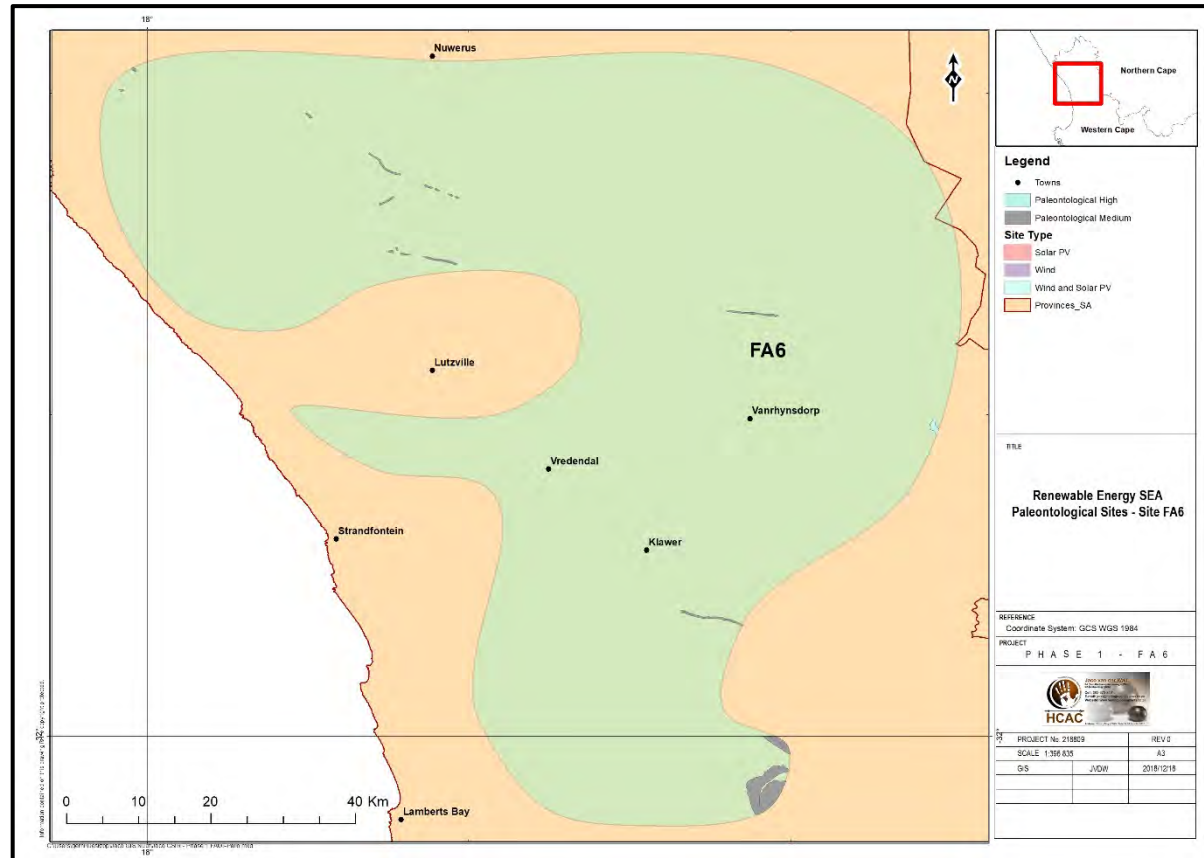 18°
Nuwerus
N
Northern Cape
Western Cape
Legend
Towns
Paleontological High
Paleontological Medium
Site Type
Solar PV
Wind
Wind and Solar PV
Provinces_SA
FA6
Lutzville
Vanrhynsdorp
Vredendal
Strandfontein
Klawer
TITLE
Renewable Energy SEA
Paleontological Sites - Site FA6
REFERENCE
Coordinate System: GCS WGS 1984
PROJECT
PHASE 1 - FA6
HCAC
PROJECT No. 218809
REV 0
SCALE 1:398 835
A3
GIS
JVDW
2018/12/18
-32°
-32°
0 10 20 40 Km
Lamberts Bay
18°